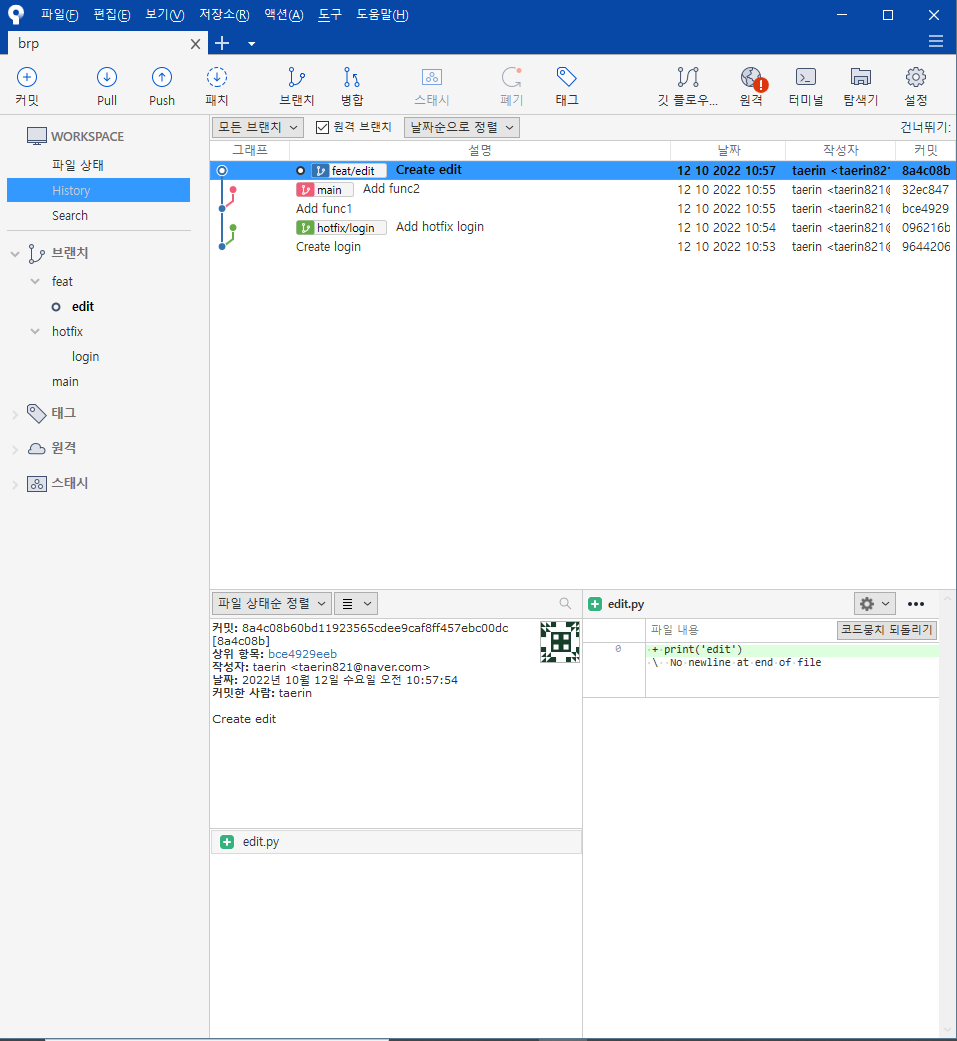 파일(F) 편집(E) 보기(V) 저장소(R) 액션(A) 도구 도움말(H)
brp
커밋 Pull Push 패치 브랜치 병합 스태시 폐기 태그 깃 플로우... 원격 터미널 탐색기 설정
WORKSPACE
파일 상태
History
Search
브랜치
feat
edit
hotfix
login
main
태그
원격
스태시
모든 브랜치 원격 브랜치 날짜순으로 정렬 건너뛰기:
그래프 설명 날짜 작성자 커밋
feat/edit Create edit 12 10 2022 10:57 taerin <taerin82 8a4c08b
main Add func2 12 10 2022 10:55 taerin <taerin821@ 32ec847
Add func1 12 10 2022 10:55 taerin <taerin821@ bce4929
hotfix/login Add hotfix login 12 10 2022 10:54 taerin <taerin821@ 096216b
Create login 12 10 2022 10:53 taerin <taerin821@ 9644206
파일 상태순 정렬
커밋: 8a4c08b60bd11923565cdee9caf8ff457ebc00dc
[8a4c08b]
상위 항목: bce4929eeb
작성자: taerin <taerin821@naver.com>
날짜: 2022년 10월 12일 수요일 오전 10:57:54
커밋한 사람: taerin
Create edit
edit.py
edit.py
파일 내용 코드뭉치 되돌리기
0 + print('edit')
\ No newline at end of file